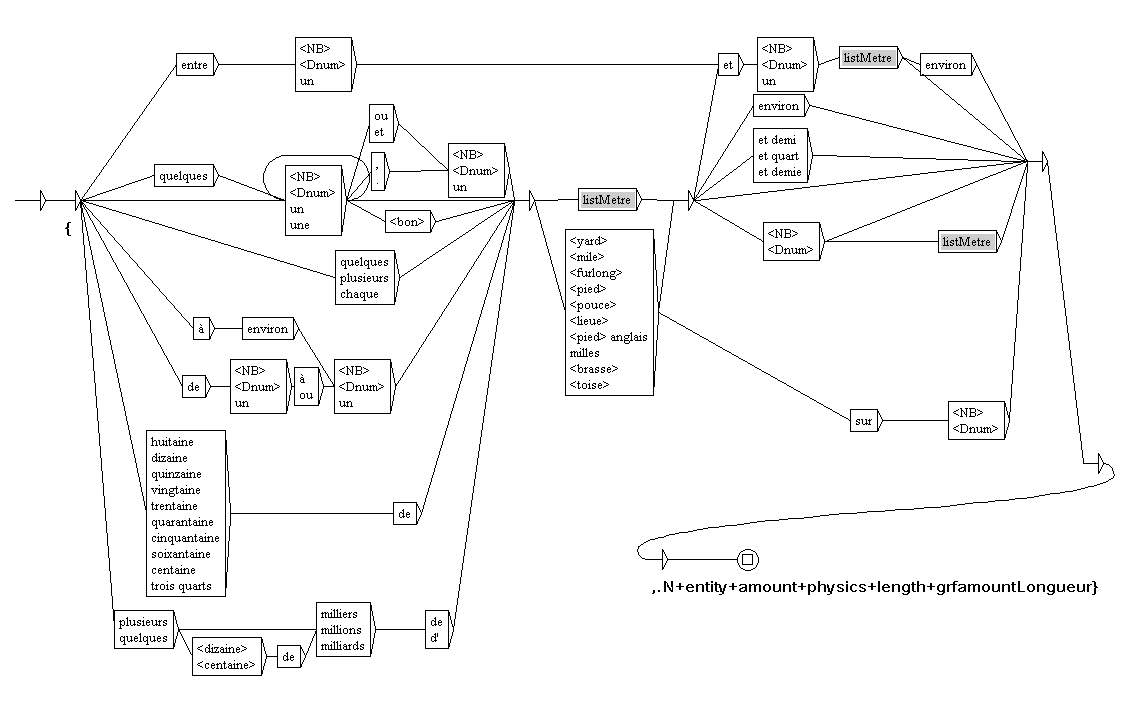 entre
<NB>
<Dnum>
un
et
<NB>
<Dnum>
un
listMetre
environ
ou
et
,
<NB>
<Dnum>
un
quelques
<NB>
<Dnum>
un
une
<bon>
environ
et demi
et quart
et demie
{
listMetre
<NB>
<Dnum>
listMetre
quelques
plusieurs
chaque
<yard>
<mile>
<furlong>
<pied>
<pouce>
<lieue>
<pied> anglais
milles
<brasse>
<toise>
à
environ
de
<NB>
<Dnum>
un
à
ou
<NB>
<Dnum>
un
sur
<NB>
<Dnum>
huitaine
dizaine
quinzaine
vingtaine
trentaine
quarantaine
cinquantaine
soixantaine
centaine
trois quarts
de
plusieurs
quelques
<dizaine>
<centaine>
de
milliers
millions
milliards
de
d'
,.N+entity+amount+physics+length+grfamountLongueur}